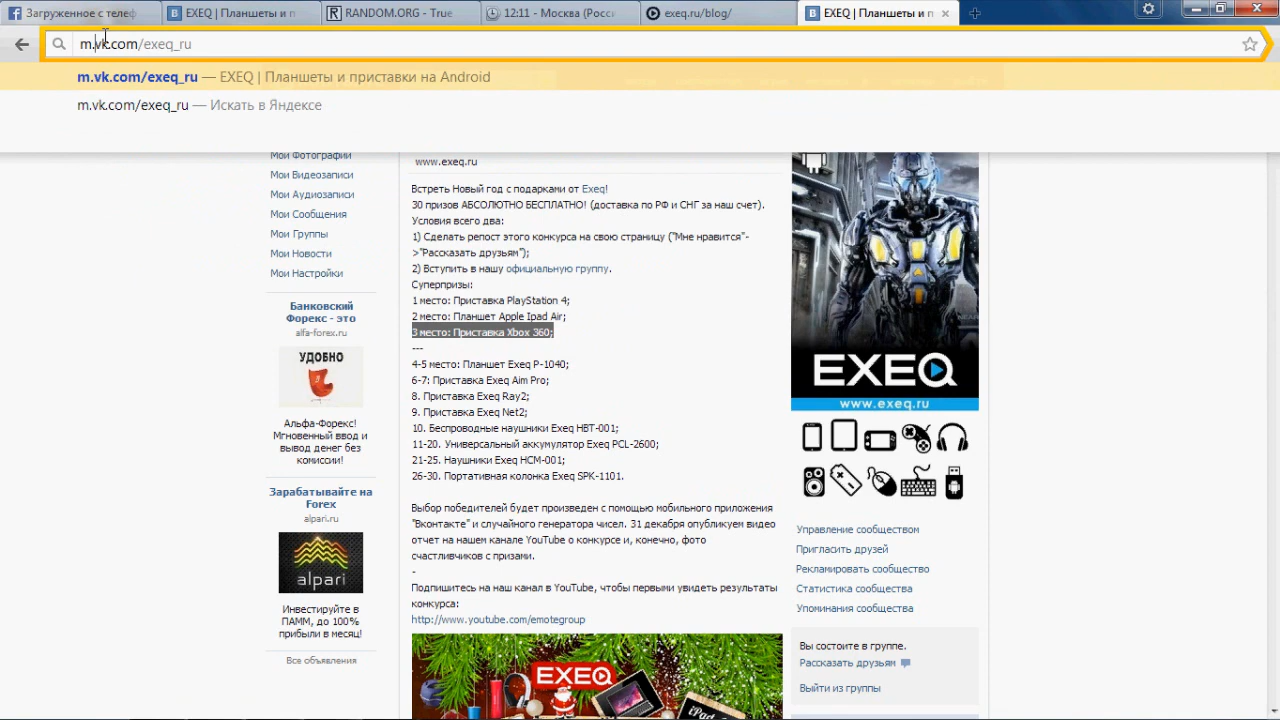 Загруженное с телеф
EXEQ | Планшеты и п
RANDOM.ORG - True
12:11 - Москва (Росс
exeq.ru/blog/
EXEQ | Планшеты и п
m.vk.com/exeq_ru
m.vk.com/exeq_ru — EXEQ | Планшеты и приставки на Android
m.vk.com/exeq_ru — Искать в Яндексе
Мои Фотографии
Мои Видеозаписи
Мои Аудиозаписи
Мои Сообщения
Мои Группы
Мои Новости
Мои Настройки
Банковский
Форекс - это
alfa-forex.ru
УДОБНО
Альфа-Форекс!
Мгновенный ввод и
вывод денег без
комиссии!
Зарабатывайте на
Forex
alpari.ru
alpari
Инвестируйте в
ПАММ, до 100%
прибыли в месяц!
Все объявления
www.exeq.ru
Встреть Новый год с подарками от Exeq!
30 призов АБСОЛЮТНО БЕСПЛАТНО! (доставка по РФ и СНГ за наш счет).
Условия всего два:
1) Сделать репост этого конкурса на свою страницу ("Мне нравится"-
>"Рассказать друзьям");
2) Вступить в нашу официальную группу.
Суперпризы:
1 место: Приставка PlayStation 4;
2 место: Планшет Apple Ipad Air;
3 место: Приставка Xbox 360;
---
4-5 место: Планшет Exeq P-1040;
6-7: Приставка Exeq Aim Pro;
8. Приставка Exeq Ray2;
9. Приставка Exeq Net2;
10. Беспроводные наушники Exeq HBT-001;
11-20. Универсальный аккумулятор Exeq PCL-2600;
21-25. Наушники Exeq HCM-001;
26-30. Портативная колонка Exeq SPK-1101.
Выбор победителей будет произведен с помощью мобильного приложения
"Вконтакте" и случайного генератора чисел. 31 декабря опубликуем видео
отчет на нашем канале YouTube о конкурсе и, конечно, фото
счастливчиков с призами.
-
Подпишитесь на наш канал в YouTube, чтобы первыми увидеть результаты
конкурса:
http://www.youtube.com/emotegroup
EXEQ
iPad
EXEQ
www.exeq.ru
Управление сообществом
Пригласить друзей
Рекламировать сообщество
Статистика сообщества
Упоминания сообщества
Вы состоите в группе.
Рассказать друзьям
Выйти из группы